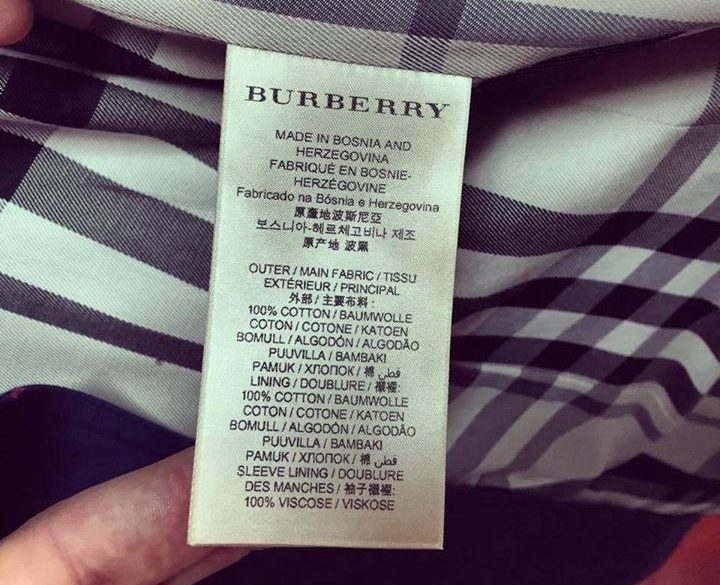 BURBERRY
MADE IN BOSNIA AND
HERZEGOVINA
FABRIQUÉ EN BOSNIE-
HERZÉGOVINE
Fabricado na Bósnia e Herzegovina
原產地波斯尼亞
보스니아-헤르체고비나 제조
原产地 波黑
OUTER / MAIN FABRIC / TISSU
EXTÉRIEUR / PRINCIPAL
外部 / 主要布料 :
100% COTTON / BAUMWOLLE
COTON / COTONE / KATOEN
BOMULL / ALGODÓN / ALGODÃO
PUUVILLA / BAMBAKI
PAMUK / ХЛОПОК / 棉 قطن
LINING / DOUBLURE / 襯裡:
100% COTTON / BAUMWOLLE
COTON / COTONE / KATOEN
BOMULL / ALGODÓN / ALGODÃO
PUUVILLA / BAMBAKI
PAMUK / ХЛОПОК / 棉 قطن
SLEEVE LINING / DOUBLURE
DES MANCHES / 袖子襯裡:
100% VISCOSE / VISKOSE